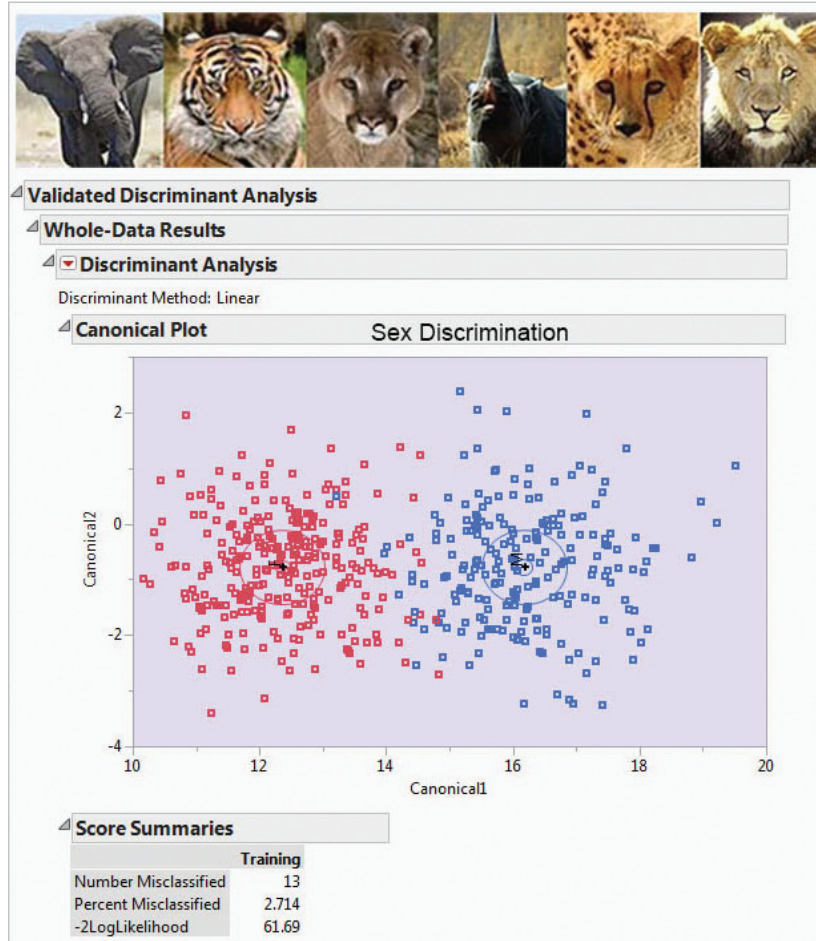 Validated Discriminant Analysis
Whole-Data Results
Discriminant Analysis
Discriminant Method: Linear
Canonical Plot Sex Discrimination
2
0
-2
-4
Canonical2
F
M
10 12 14 16 18 20
Canonical1
Score Summaries
Training
Number Misclassified 13
Percent Misclassified 2.714
-2LogLikelihood 61.69